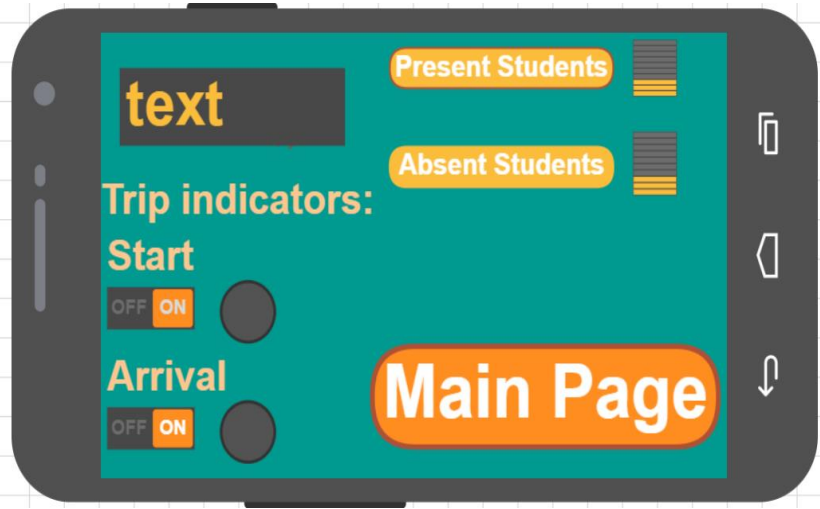 text
Present Students
Absent Students
Trip indicators:
Start
OFF ON
Arrival
OFF ON
Main Page